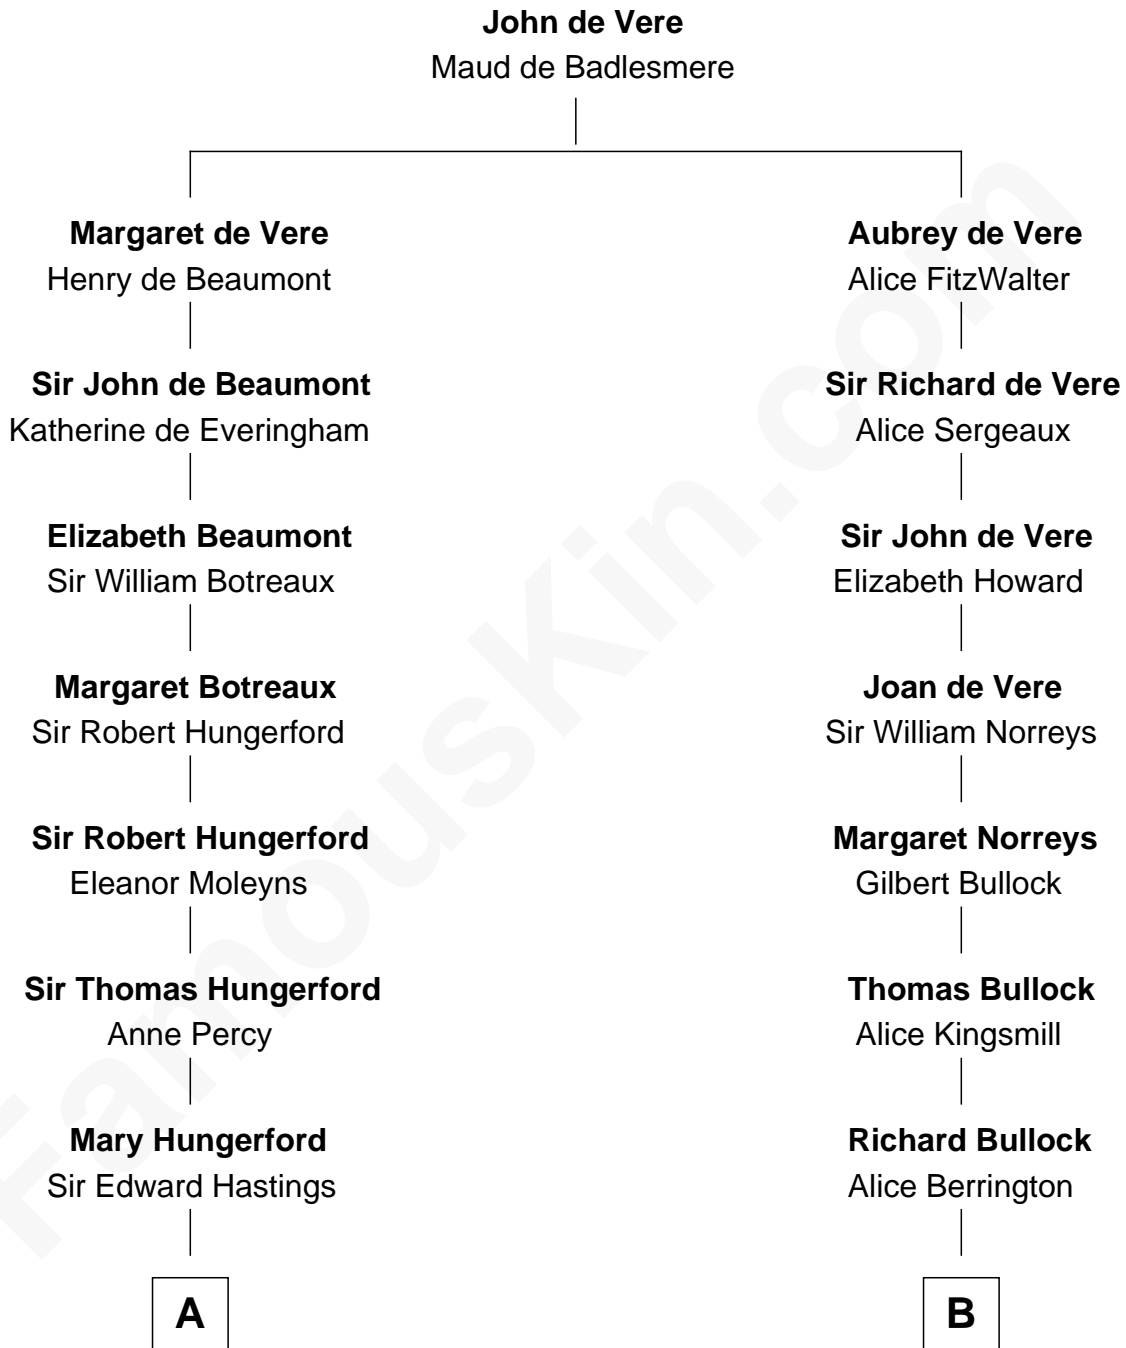 John de Vere
Maud de Badlesmere
Margaret de Vere
Henry de Beaumont
Aubrey de Vere
Alice FitzWalter
Sir John de Beaumont
Katherine de Everingham
Sir Richard de Vere
Alice Sergeaux
Elizabeth Beaumont
Sir William Botreaux
Sir John de Vere
Elizabeth Howard
Margaret Botreaux
Sir Robert Hungerford
Joan de Vere
Sir William Norreys
Sir Robert Hungerford
Eleanor Moleyns
Margaret Norreys
Gilbert Bullock
Sir Thomas Hungerford
Anne Percy
Thomas Bullock
Alice Kingsmill
Mary Hungerford
Sir Edward Hastings
Richard Bullock
Alice Berrington
A
B
FamousKin.com